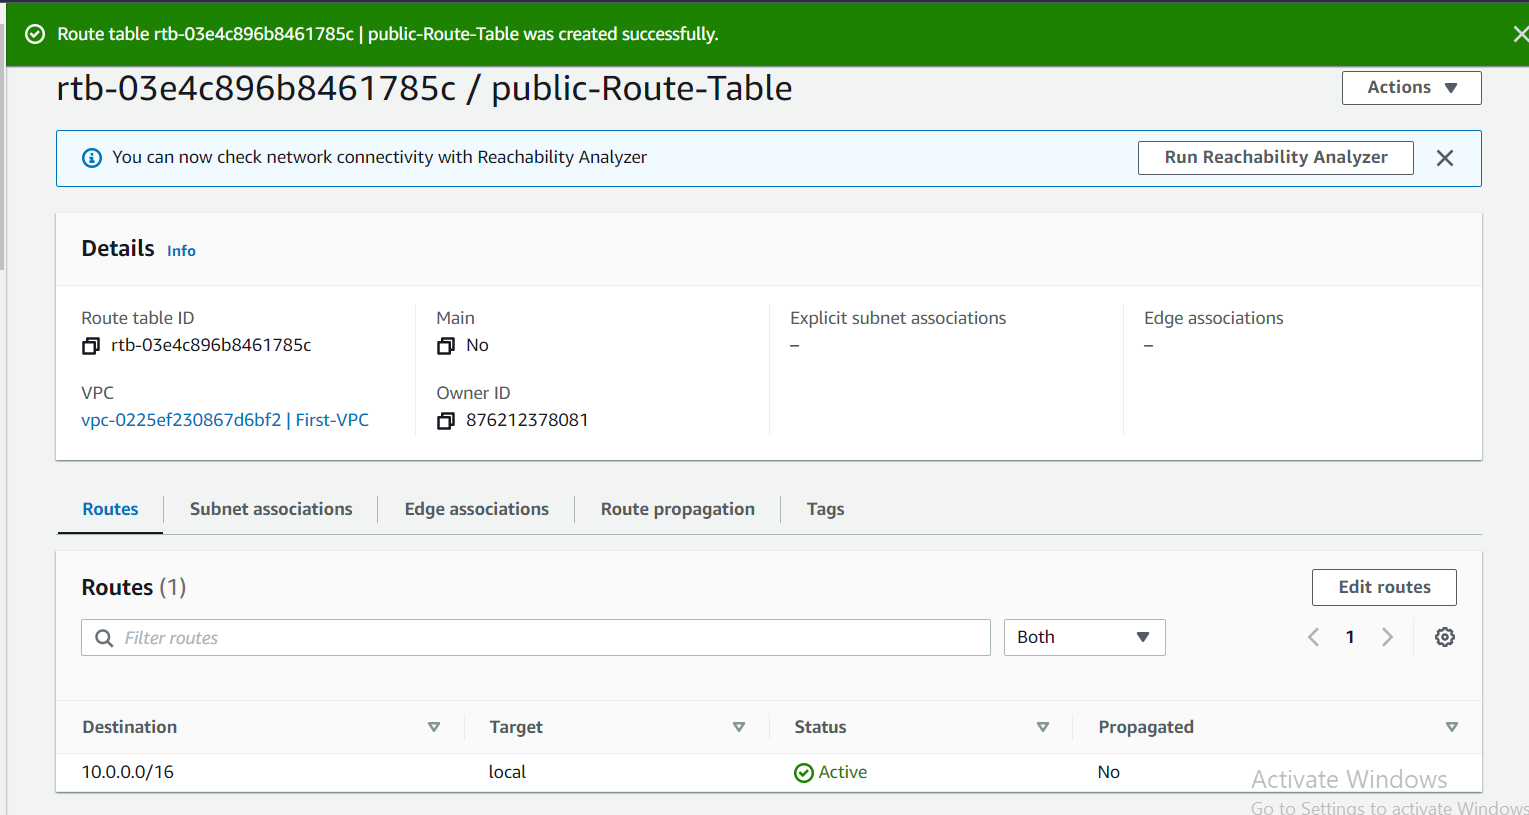 Route table rtb-03e4c896b8461785c | public-Route-Table was created successfully.
rtb-03e4c896b8461785c / public-Route-Table
Actions
You can now check network connectivity with Reachability Analyzer
Run Reachability Analyzer
Details Info
Route table ID
rtb-03e4c896b8461785c
Main
No
Explicit subnet associations
–
Edge associations
–
VPC
vpc-0225ef230867d6bf2 | First-VPC
Owner ID
876212378081
Routes
Subnet associations
Edge associations
Route propagation
Tags
Routes (1)
Edit routes
Filter routes
Both
1
Destination
Target
Status
Propagated
10.0.0.0/16
local
Active
No
Activate Windows
Go to Settings to activate Windows